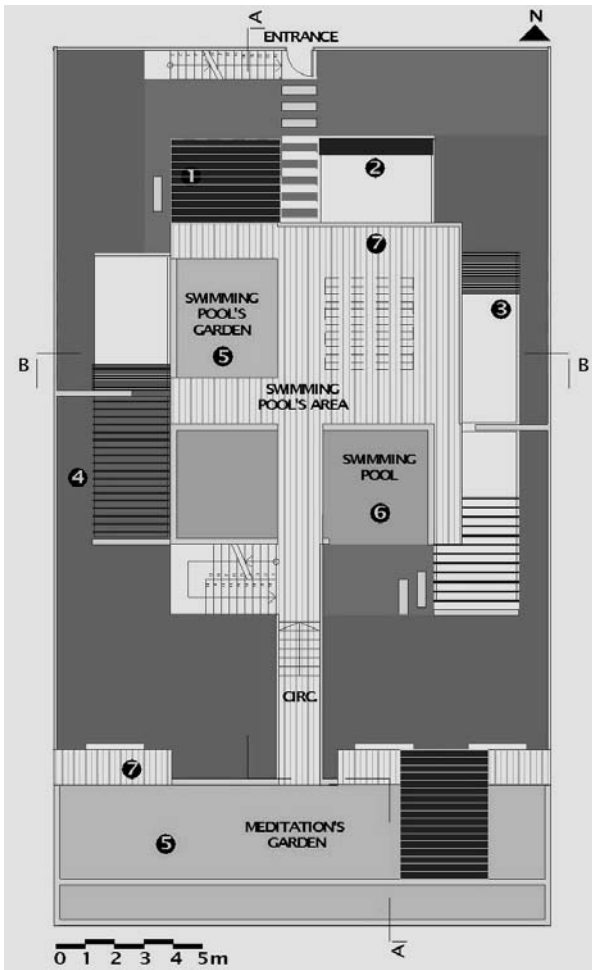 A
ENTRANCE
N
1
2
7
3
SWIMMING
POOL'S
GARDEN
5
B
B
SWIMMING
POOL'S AREA
4
SWIMMING
POOL
6
CIRC.
7
MEDITATION'S
GARDEN
5
A
0 1 2 3 4 5m